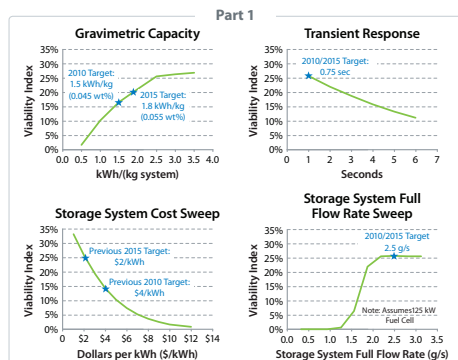 Part 1
Gravimetric Capacity
Viability Index
35%
30%
25%
20%
15%
10%
5%
0%
2010 Target:
1.5 kWh/kg
(0.045 wt%)
2015 Target:
1.8 kWh/kg
(0.055 wt%)
0.0 0.5 1.0 1.5 2.0 2.5 3.0 3.5 4.0
kWh/(kg system)
Transient Response
Viability Index
35%
30%
25%
20%
15%
10%
5%
0%
2010/2015 Target:
0.75 sec
0 1 2 3 4 5 6 7
Seconds
Storage System Cost Sweep
Viability Index
35%
30%
25%
20%
15%
10%
5%
0%
Previous 2015 Target:
$2/kWh
Previous 2010 Target:
$4/kWh
0 $2 $4 $6 $8 $10 $12 $14
Dollars per kWh ($/kWh)
Storage System Full
Flow Rate Sweep
Viability Index
35%
30%
25%
20%
15%
10%
5%
0%
2010/2015 Target
2.5 g/s
Note: Assumes125 kW
Fuel Cell
0.0 0.5 1.0 1.5 2.0 2.5 3.0 3.5
Storage System Full Flow Rate (g/s)